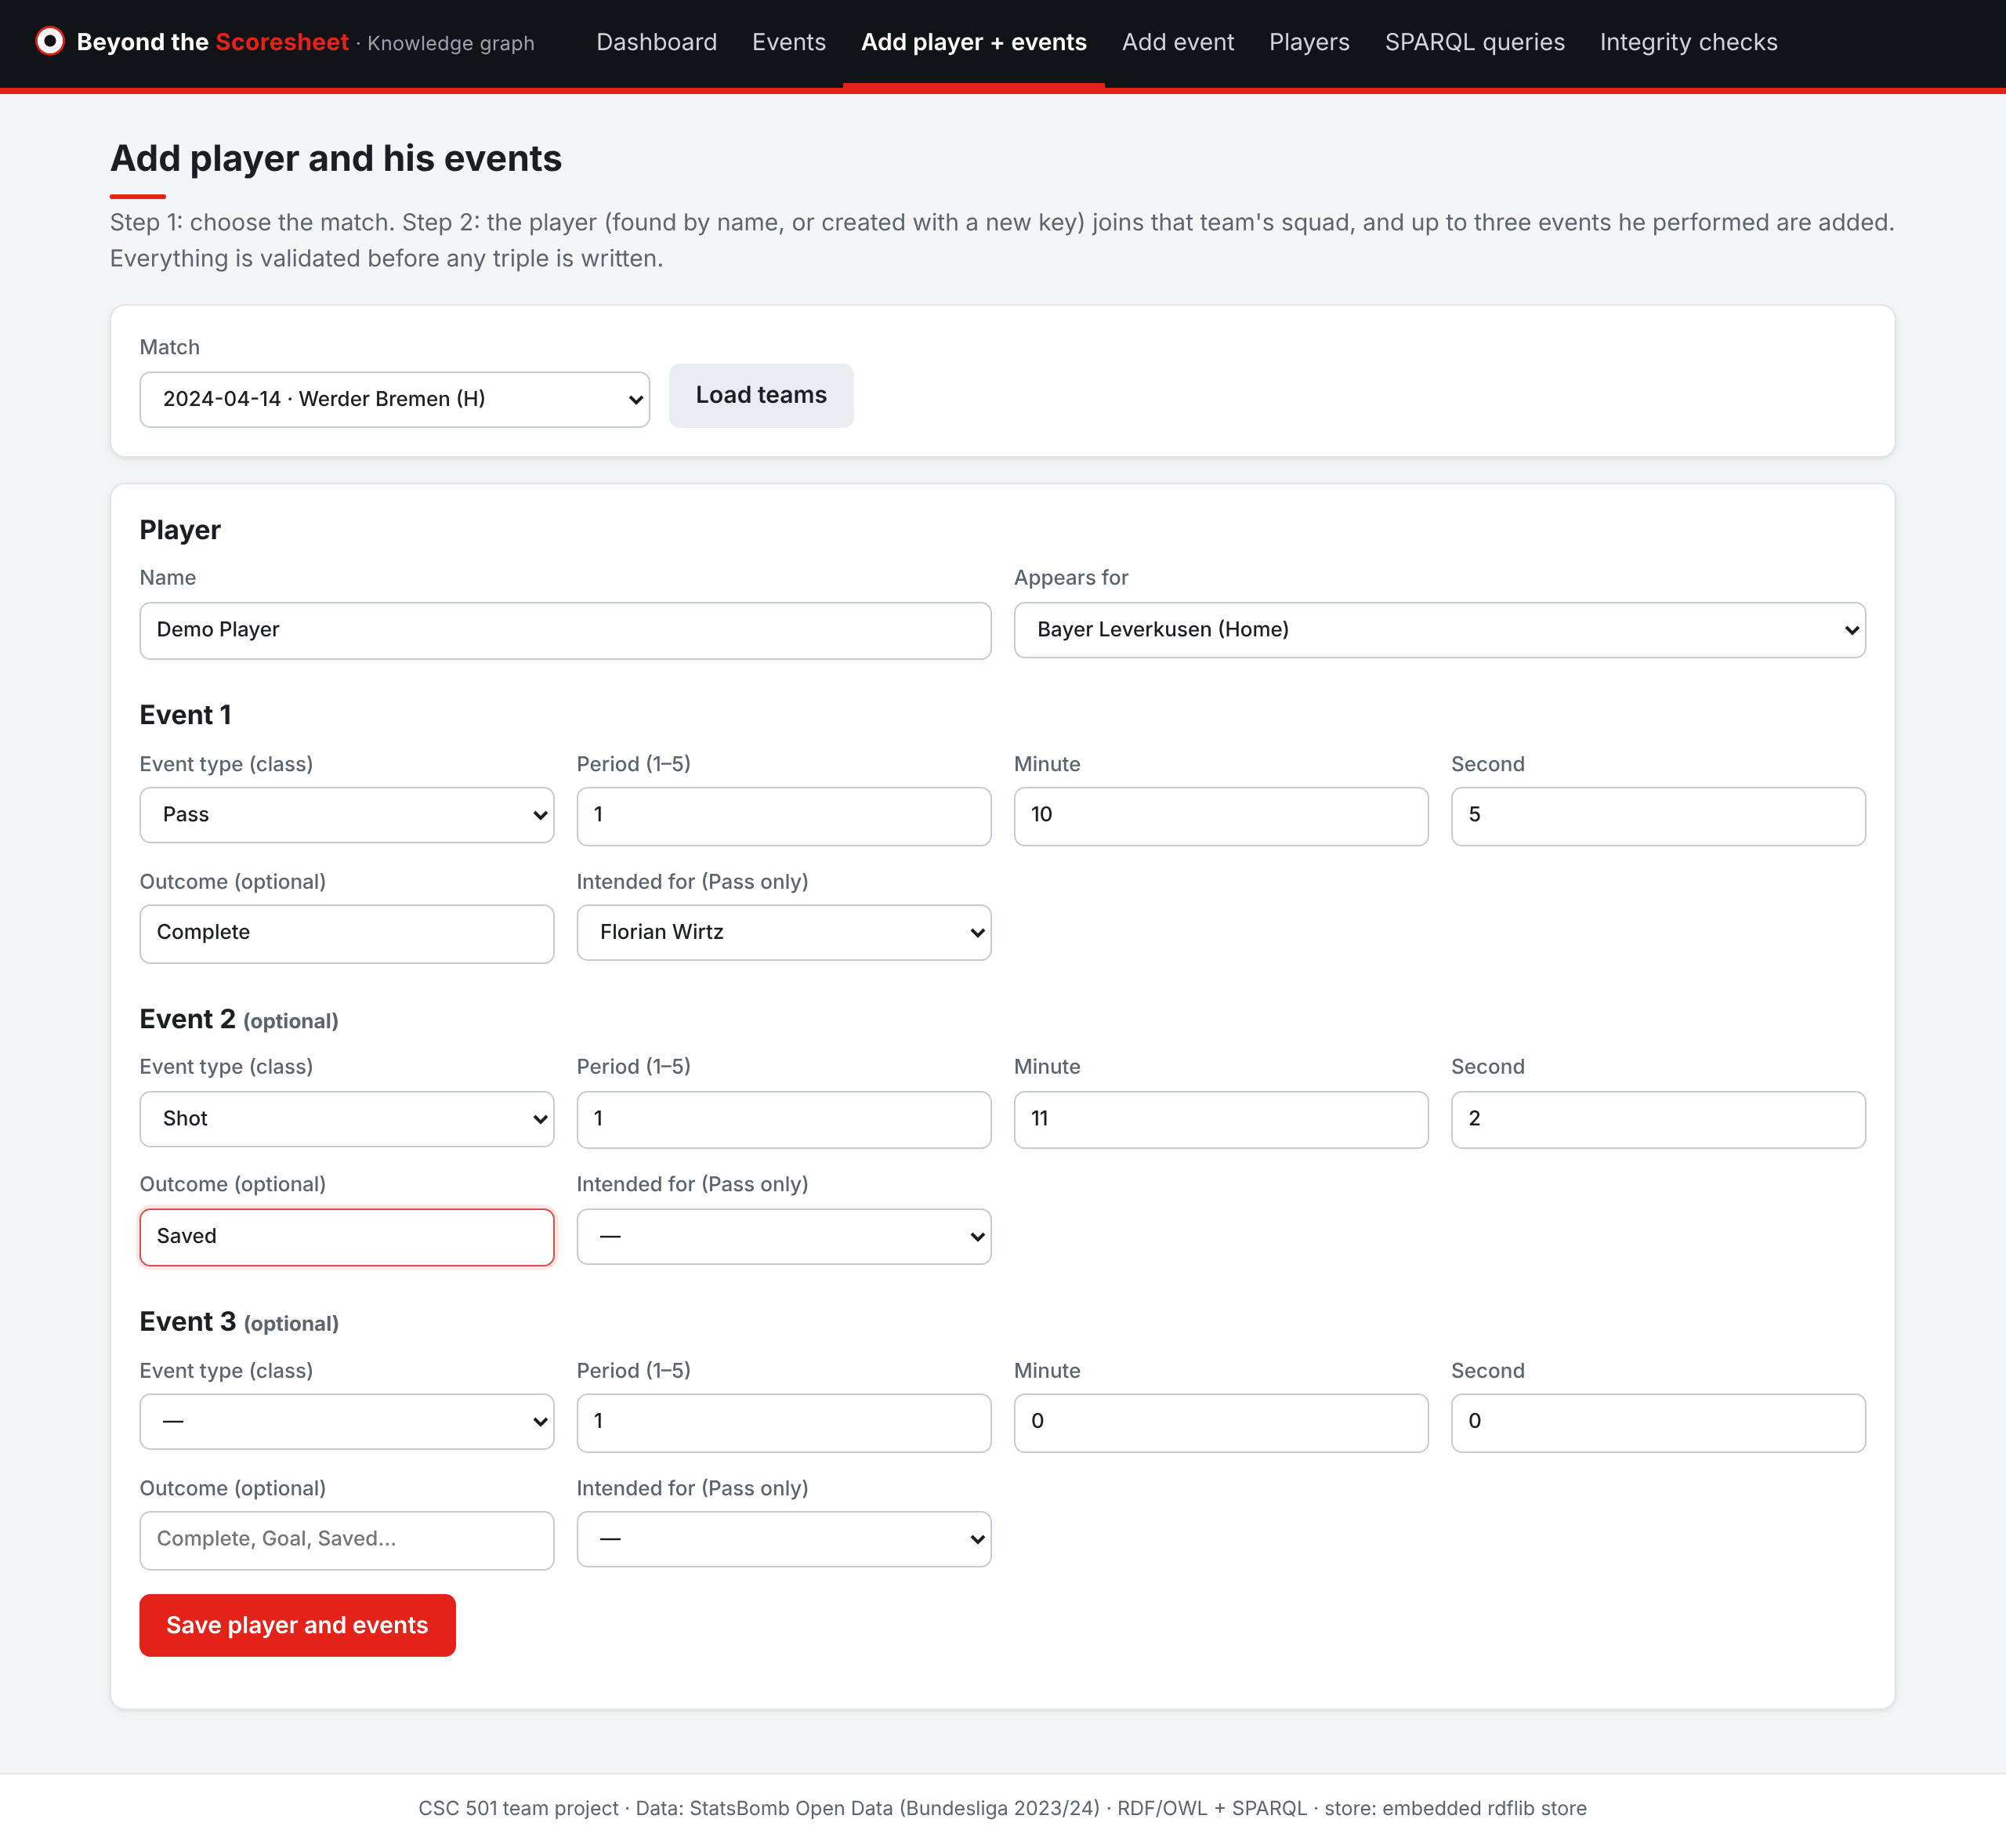 Beyond the Scoresheet · Knowledge graph Dashboard Events Add player + events Add event Players SPARQL queries Integrity checks
Add player and his events
Step 1: choose the match. Step 2: the player (found by name, or created with a new key) joins that team's squad, and up to three events he performed are added.
Everything is validated before any triple is written.
Match
2024-04-14 · Werder Bremen (H) Load teams
Player
Name Appears for
Demo Player Bayer Leverkusen (Home)
Event 1
Event type (class) Period (1–5) Minute Second
Pass 1 10 5
Outcome (optional) Intended for (Pass only)
Complete Florian Wirtz
Event 2 (optional)
Event type (class) Period (1–5) Minute Second
Shot 1 11 2
Outcome (optional) Intended for (Pass only)
Saved —
Event 3 (optional)
Event type (class) Period (1–5) Minute Second
— 1 0 0
Outcome (optional) Intended for (Pass only)
Complete, Goal, Saved... —
Save player and events
CSC 501 team project · Data: StatsBomb Open Data (Bundesliga 2023/24) · RDF/OWL + SPARQL · store: embedded rdflib store